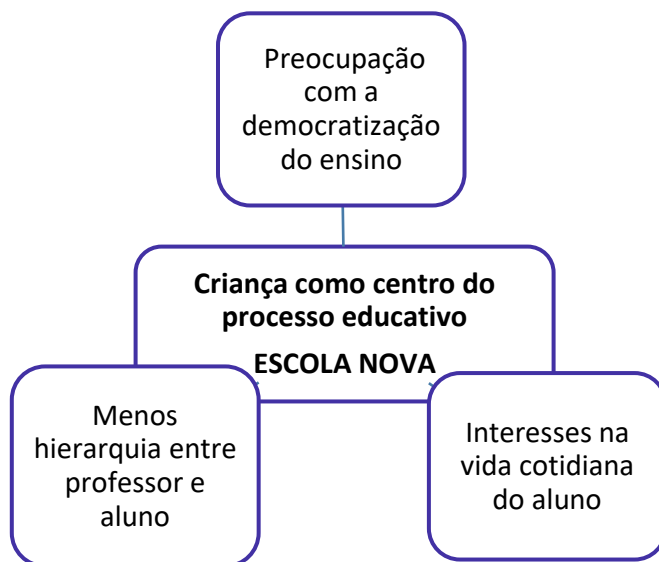 Preocupação
com a
democratização
do ensino
Criança como centro do
processo educativo
ESCOLA NOVA
Menos
hierarquia entre
professor e
aluno
Interesses na
vida cotidiana
do aluno